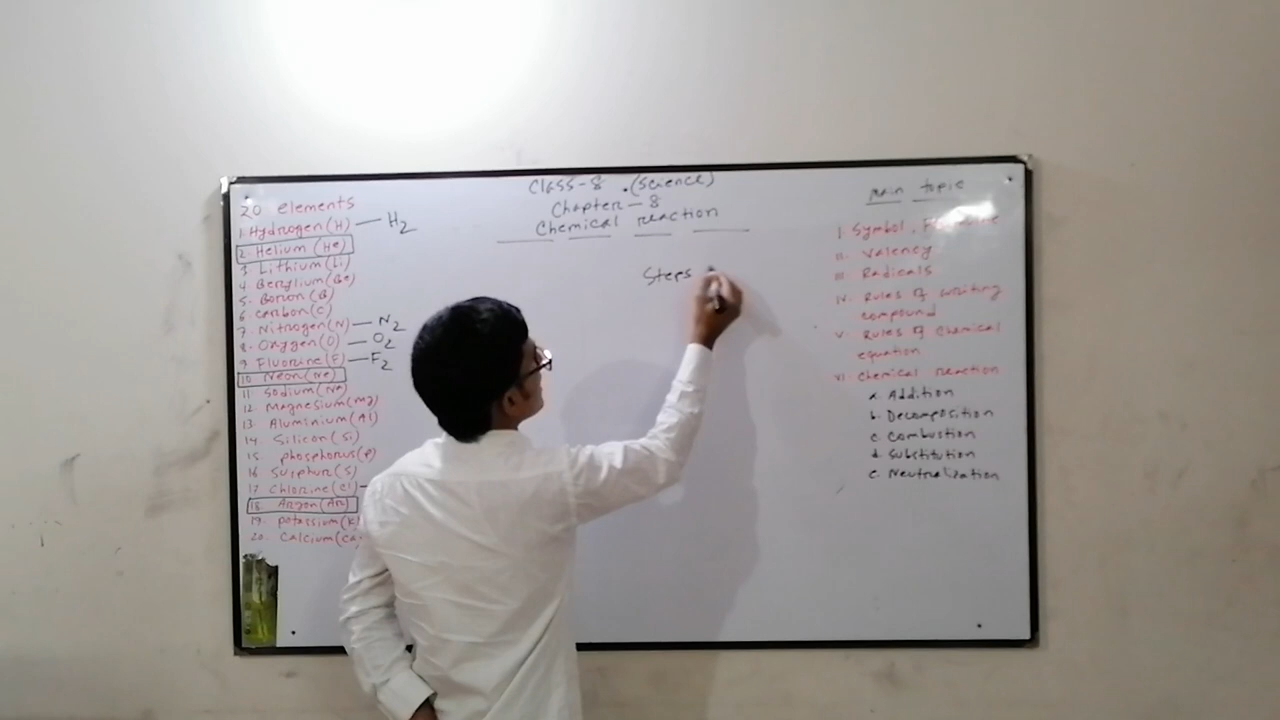 Class-8 (Science)
Chapter-8
Chemical reaction
20 elements
1. Hydrogen (H) — H2
2. Helium (He)
3. Lithium (Li)
4. Berylium (Be)
5. Boron (B)
6. Carbon (C)
7. Nitrogen (N) — N2
8. Oxygen (O) — O2
9. Fluorine (F) — F2
10. Neon (Ne)
11. Sodium (Na)
12. Magnesium (Mg)
13. Aluminium (Al)
14. Silicon (Si)
15. phosphorus (P)
16. Sulphur (S)
17. Chlorine (Cl) —
18. Argon (Ar)
19. potassium (K)
20. Calcium (Ca
Steps
main topic
i. Symbol,
ii. Valency
iii. Radicals
iv. Rules of writing
compound
v. Rules of Chemical
equation
vi. Chemical reaction
a. Addition
b. Decomposition
c. Combustion
d. Substitution
e. Neutralization